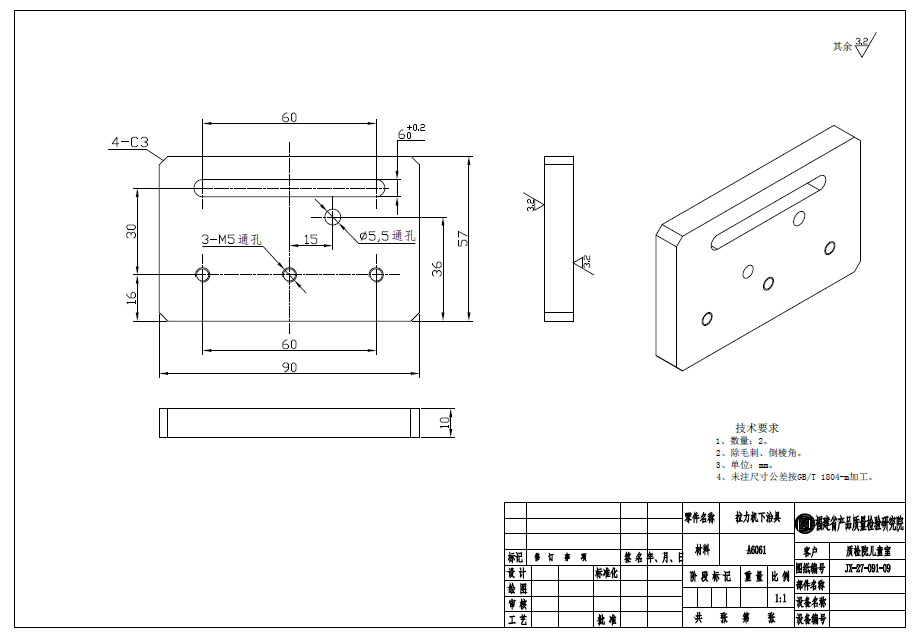 其余 3.2
60
6 +0.2 0
4-C3
30
3-M5通孔
15
ø5,5通孔
57
36
16
60
90
10
3.2
3.2
技术要求
1、数量：2。
2、除毛刺、倒棱角。
3、单位：mm。
4、未注尺寸公差按GB/T 1804-m加工。
零件名称 拉力机下治具 福建省产品质量检验研究院
材料 A6061 客户 质检院儿童室
标记 修 订 事 项 签 名 年、月、日
图纸编号 JX-27-091-09
设 计 标准化 阶 段 标 记 重 量 比 例
绘 图 部件名称
审 核 1:1 设备名称
工 艺 批 准 共 张 第 张 设备编号